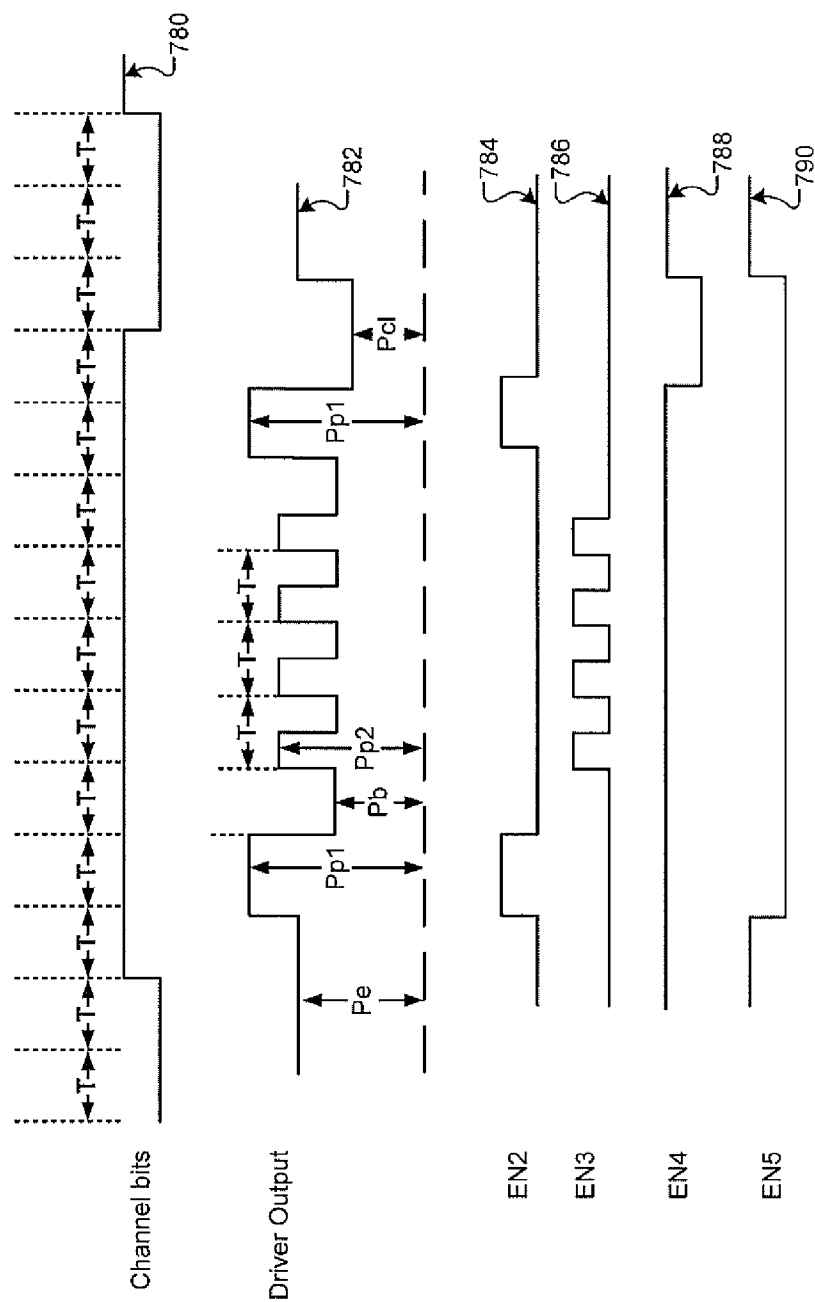 Channel bits
T T T T T T T T T T T T T T
780
T T T
Driver Output
Pe
Pp1
Pb
Pp2
Pp1
Pcl
782
EN2
784
EN3
786
EN4
788
EN5
790